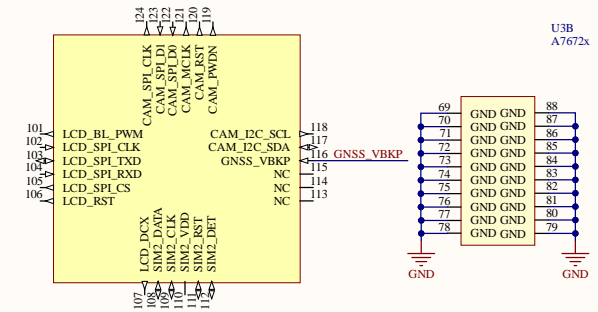 124
123
122
121
120
119
CAM_SPI_CLK
CAM_SPI_D1
CAM_SPI_D0
CAM_MCLK
CAM_RST
CAM_PWDN
U3B
A7672x
101 LCD_BL_PWM
102 LCD_SPI_CLK
103 LCD_SPI_TXD
104 LCD_SPI_RXD
105 LCD_SPI_CS
106 LCD_RST
CAM_I2C_SCL 118
CAM_I2C_SDA 117
GNSS_VBKP 116 GNSS_VBKP
NC 115
NC 114
NC 113
LCD_DCX
SIM2_DATA
SIM2_CLK
SIM2_VDD
SIM2_RST
SIM2_DET
107
108
109
110
111
112
69 GND GND 88
70 GND GND 87
71 GND GND 86
72 GND GND 85
73 GND GND 84
74 GND GND 83
75 GND GND 82
76 GND GND 81
77 GND GND 80
78 GND GND 79
GND
GND